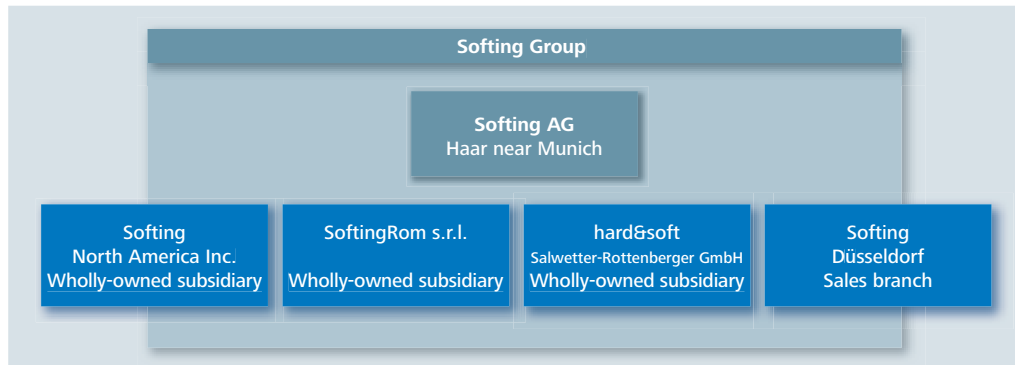 Softing Group
Softing AG
Haar near Munich
Softing
North America Inc.
Wholly-owned subsidiary
SoftingRom s.r.l.
Wholly-owned subsidiary
hard&soft
Salwetter-Rottenberger GmbH
Wholly-owned subsidiary
Softing
Düsseldorf
Sales branch